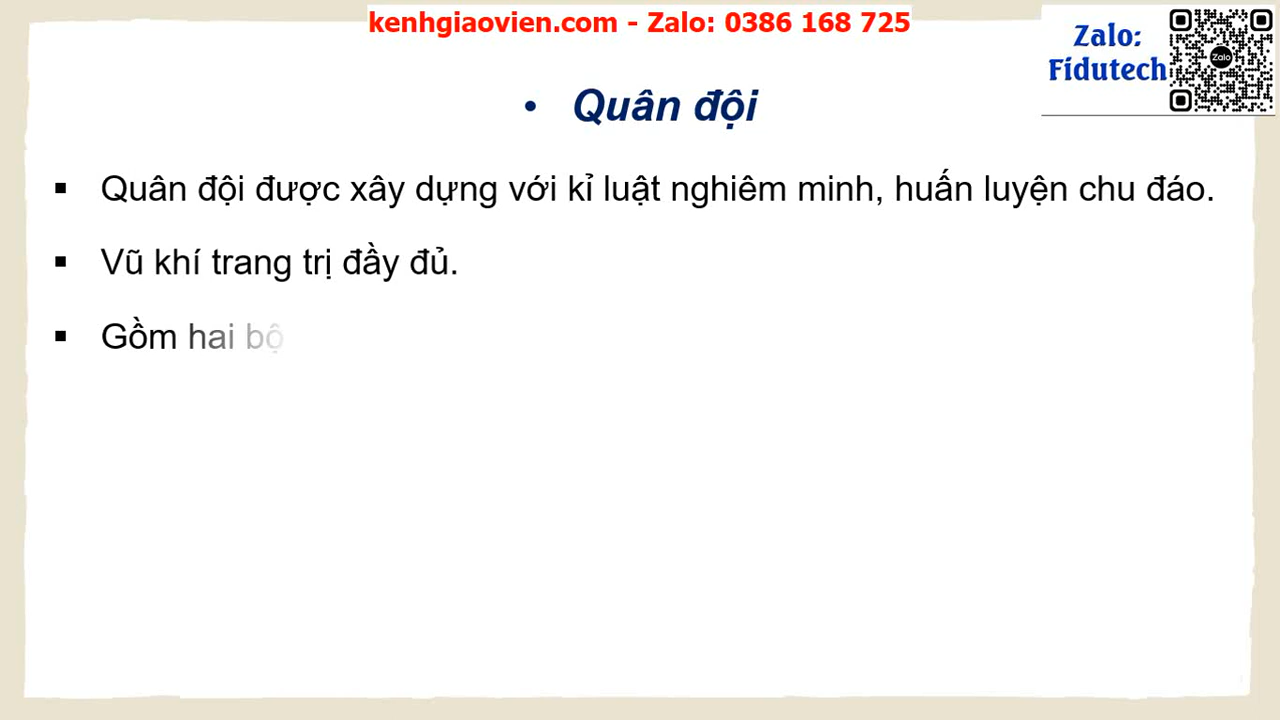 kenhgiaovien.com - Zalo: 0386 168 725
Zalo:
Fidutech
Zalo
• Quân đội
▪ Quân đội được xây dựng với kỉ luật nghiêm minh, huấn luyện chu đáo.
▪ Vũ khí trang trị đầy đủ.
▪ Gồm hai bộ